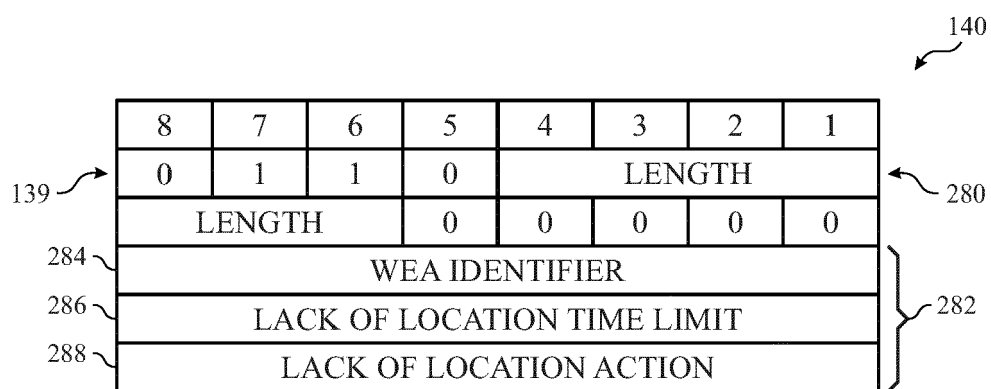 140
8 7 6 5 4 3 2 1
139 0 1 1 0 LENGTH 280
LENGTH 0 0 0 0 0
284 WEA IDENTIFIER
286 LACK OF LOCATION TIME LIMIT 282
288 LACK OF LOCATION ACTION